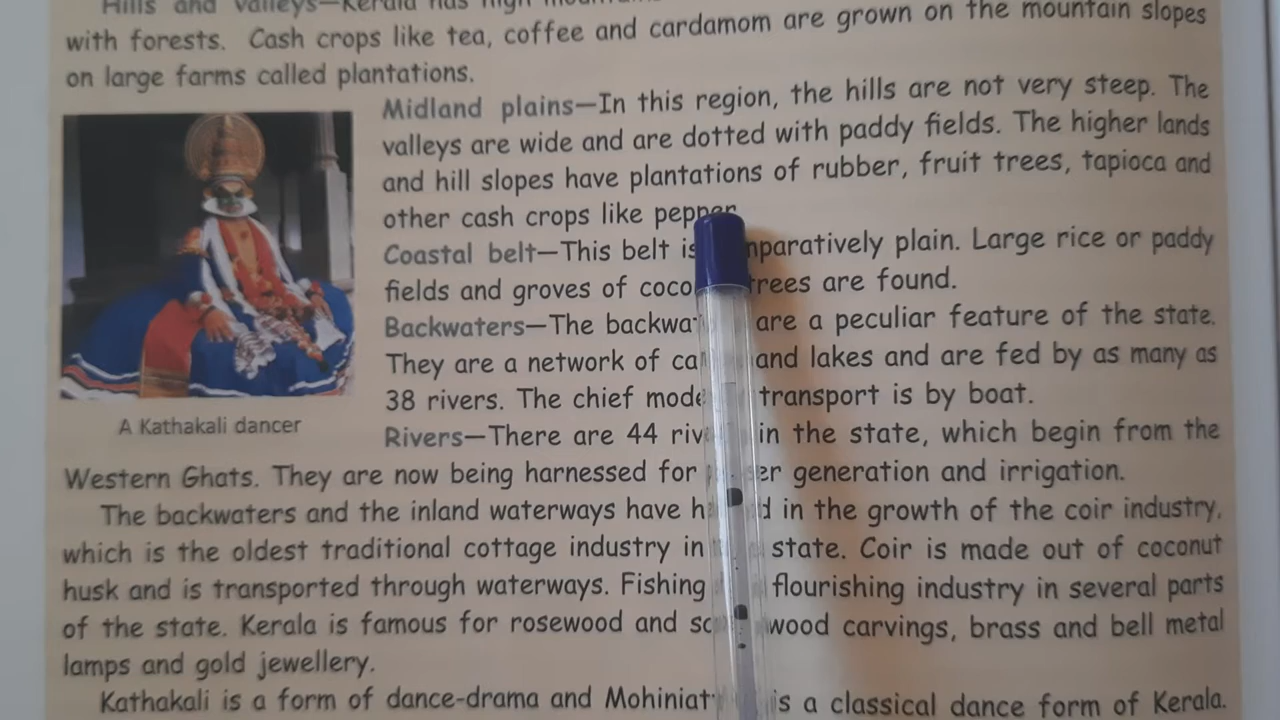 Hills and valleys—Kerala has high
with forests. Cash crops like tea, coffee and cardamom are grown on the mountain slopes
on large farms called plantations.
Midland plains—In this region, the hills are not very steep. The
valleys are wide and are dotted with paddy fields. The higher lands
and hill slopes have plantations of rubber, fruit trees, tapioca and
other cash crops like pepper
Coastal belt—This belt is plain. Large rice or paddy
fields and groves of trees are found.
Backwaters—The are a peculiar feature of the state.
They are a network of and lakes and are fed by as many as
38 rivers. The chief mode transport is by boat.
A Kathakali dancer
Rivers—There are 44 in the state, which begin from the
Western Ghats. They are now being harnessed for generation and irrigation.
The backwaters and the inland waterways have in the growth of the coir industry,
which is the oldest traditional cottage industry in state. Coir is made out of coconut
husk and is transported through waterways. Fishing flourishing industry in several parts
of the state. Kerala is famous for rosewood and carvings, brass and bell metal
lamps and gold jewellery.
Kathakali is a form of dance-drama and is a classical dance form of Kerala.